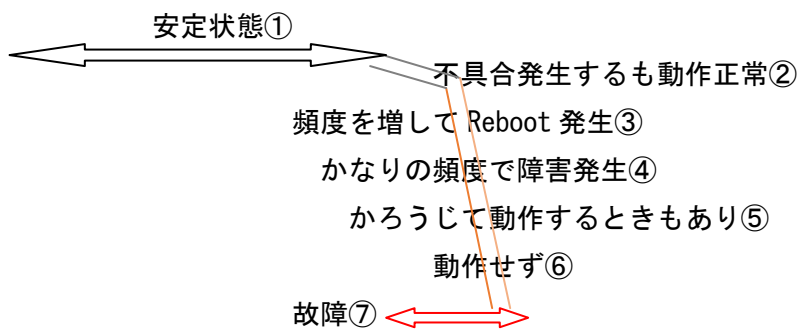 安定状態①
不具合発生するも動作正常②
頻度を増して Reboot 発生③
かなりの頻度で障害発生④
かろうじて動作するときもあり⑤
動作せず⑥
故障⑦